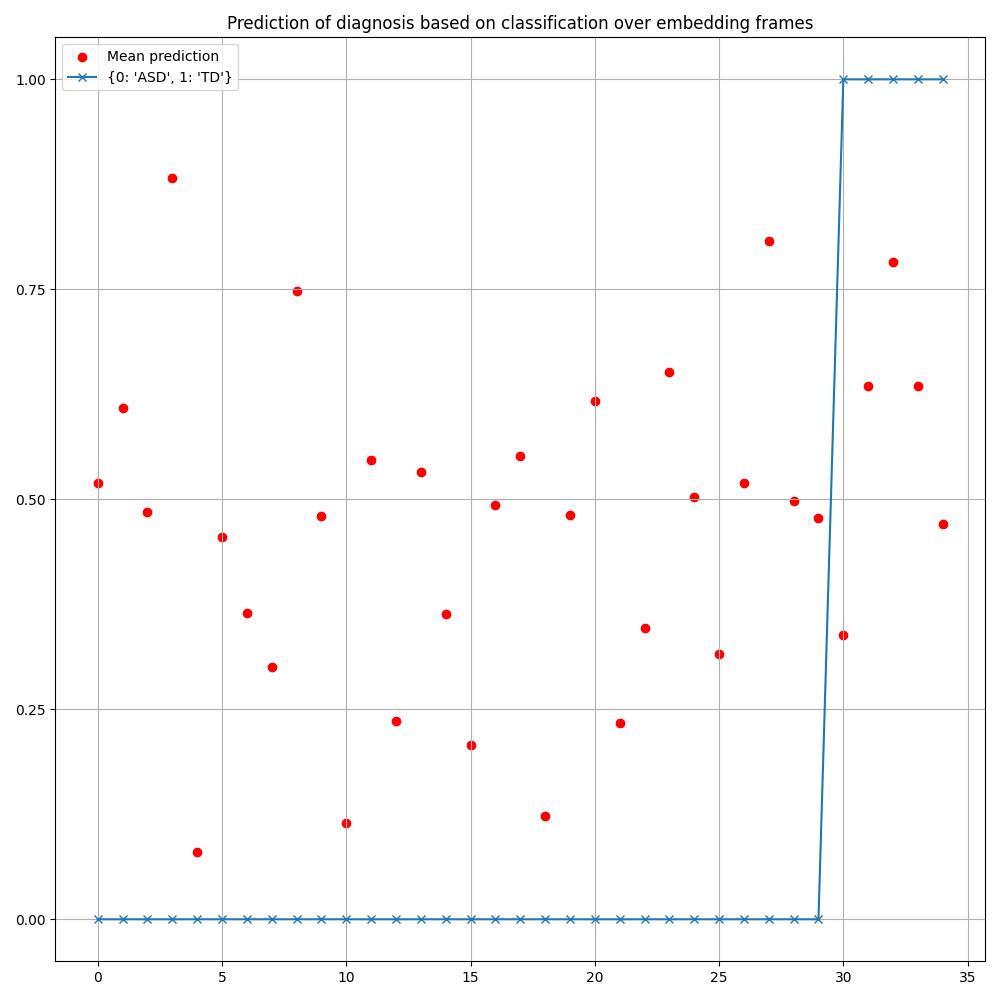 Prediction of diagnosis based on classification over embedding frames
Mean prediction
{0: 'ASD', 1: 'TD'}
1.00
0.75
0.50
0.25
0.00
0 5 10 15 20 25 30 35